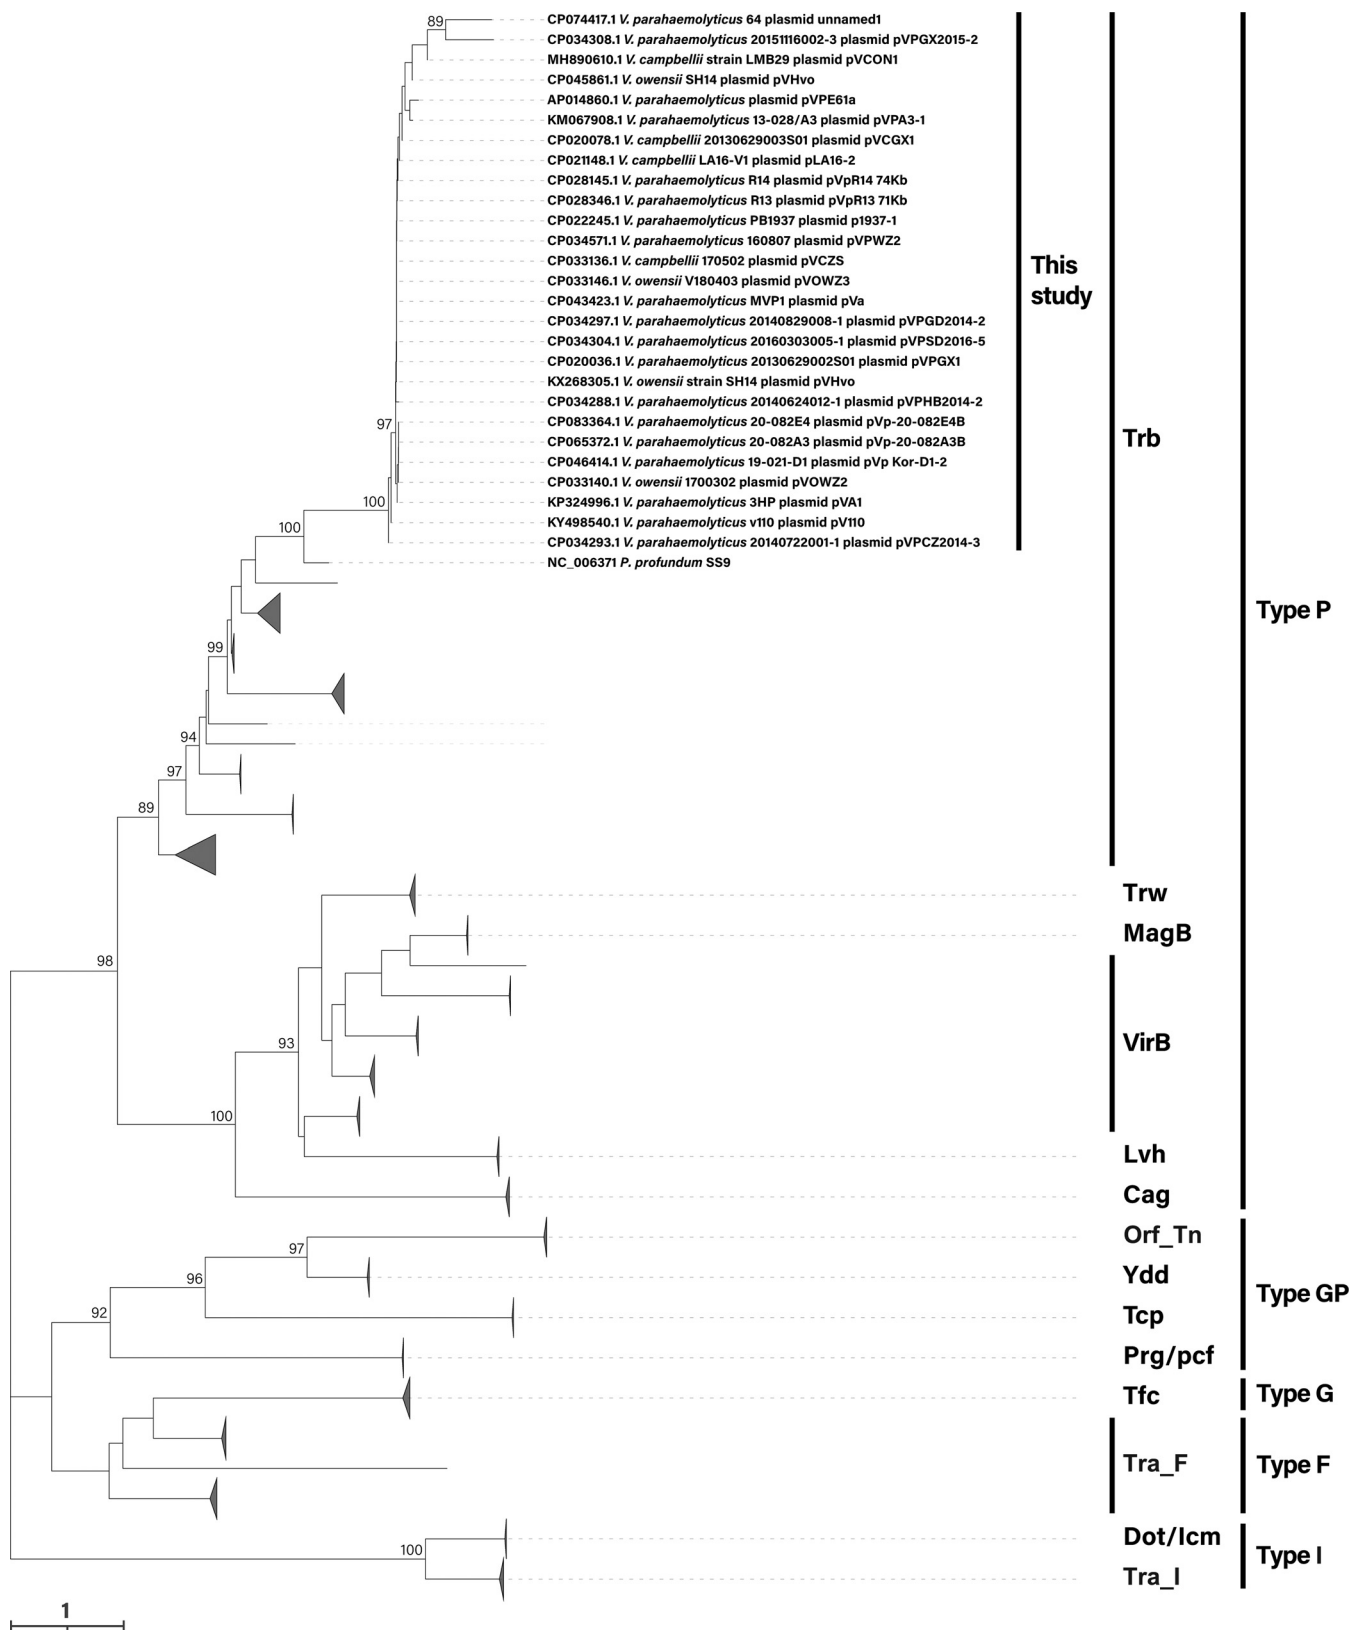 89
CP074417.1 V. parahaemolyticus 64 plasmid unnamed1
CP034308.1 V. parahaemolyticus 20151116002-3 plasmid pVPGX2015-2
MH890610.1 V. campbellii strain LMB29 plasmid pVCON1
CP045861.1 V. owensii SH14 plasmid pVHvo
AP014860.1 V. parahaemolyticus plasmid pVPE61a
KM067908.1 V. parahaemolyticus 13-028/A3 plasmid pVPA3-1
CP020078.1 V. campbellii 20130629003S01 plasmid pVCGX1
CP021148.1 V. campbellii LA16-V1 plasmid pLA16-2
CP028145.1 V. parahaemolyticus R14 plasmid pVpR14 74Kb
CP028346.1 V. parahaemolyticus R13 plasmid pVpR13 71Kb
CP022245.1 V. parahaemolyticus PB1937 plasmid p1937-1
CP034571.1 V. parahaemolyticus 160807 plasmid pVPWZ2
CP033136.1 V. campbellii 170502 plasmid pVCZS
CP033146.1 V. owensii V180403 plasmid pVOWZ3
CP043423.1 V. parahaemolyticus MVP1 plasmid pVa
CP034297.1 V. parahaemolyticus 20140829008-1 plasmid pVPGD2014-2
CP034304.1 V. parahaemolyticus 20160303005-1 plasmid pVPSD2016-5
CP020036.1 V. parahaemolyticus 20130629002S01 plasmid pVPGX1
KX268305.1 V. owensii strain SH14 plasmid pVHvo
CP034288.1 V. parahaemolyticus 20140624012-1 plasmid pVPHB2014-2
97
CP083364.1 V. parahaemolyticus 20-082E4 plasmid pVp-20-082E4B
CP065372.1 V. parahaemolyticus 20-082A3 plasmid pVp-20-082A3B
CP046414.1 V. parahaemolyticus 19-021-D1 plasmid pVp Kor-D1-2
CP033140.1 V. owensii 1700302 plasmid pVOWZ2
100
KP324996.1 V. parahaemolyticus 3HP plasmid pVA1
KY498540.1 V. parahaemolyticus v110 plasmid pV110
100
CP034293.1 V. parahaemolyticus 20140722001-1 plasmid pVPCZ2014-3
NC_006371 P. profundum SS9
This
study
Trb
Type P
99
94
97
89
Trw
MagB
98
93
VirB
100
Lvh
Cag
Orf_Tn
97
Ydd
96
Type GP
92
Tcp
Prg/pcf
Tfc
Type G
Tra_F
Type F
Dot/Icm
100
Type I
Tra_I
1